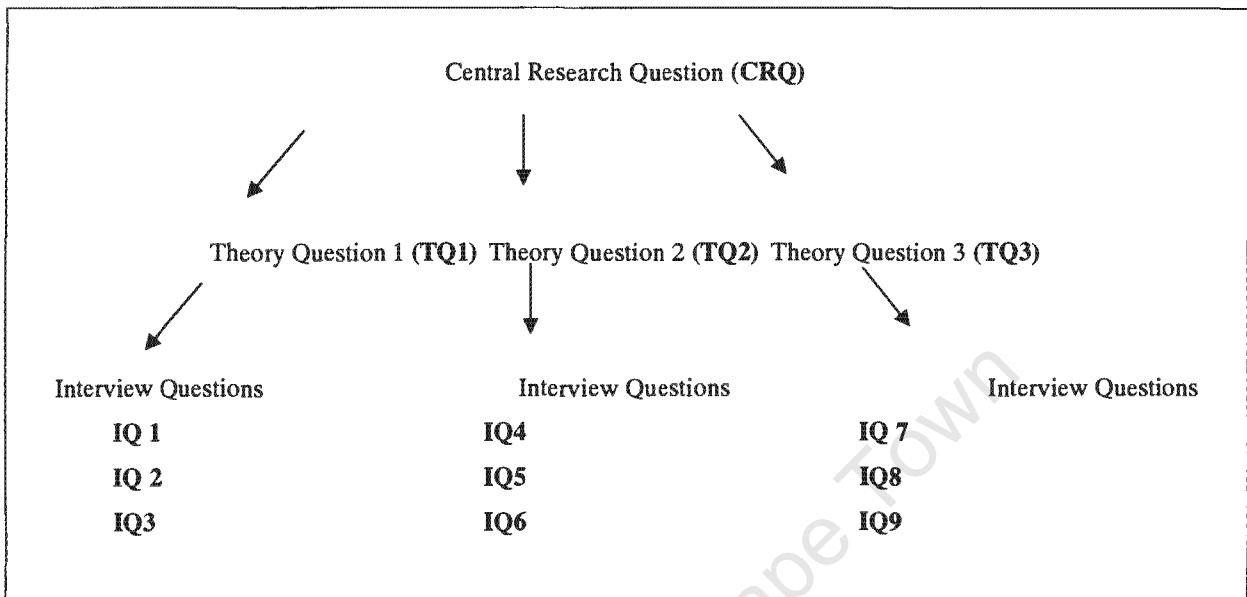 Central Research Question (CRQ)
Theory Question 1 (TQ1) Theory Question 2 (TQ2) Theory Question 3 (TQ3)
Interview Questions Interview Questions Interview Questions
IQ 1 IQ4 IQ 7
IQ 2 IQ5 IQ8
IQ3 IQ6 IQ9
Town